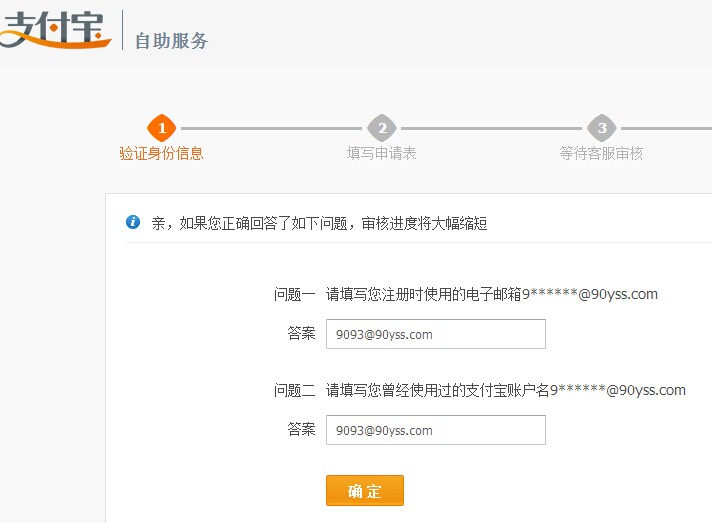 支付宝 自助服务
1 2 3
验证身份信息 填写申请表 等待客服审核
亲，如果您正确回答了如下问题，审核进度将大幅缩短
问题一 请填写您注册时使用的电子邮箱9******@90yss.com
答案 9093@90yss.com
问题二 请填写您曾经使用过的支付宝账户名9******@90yss.com
答案 9093@90yss.com
确 定